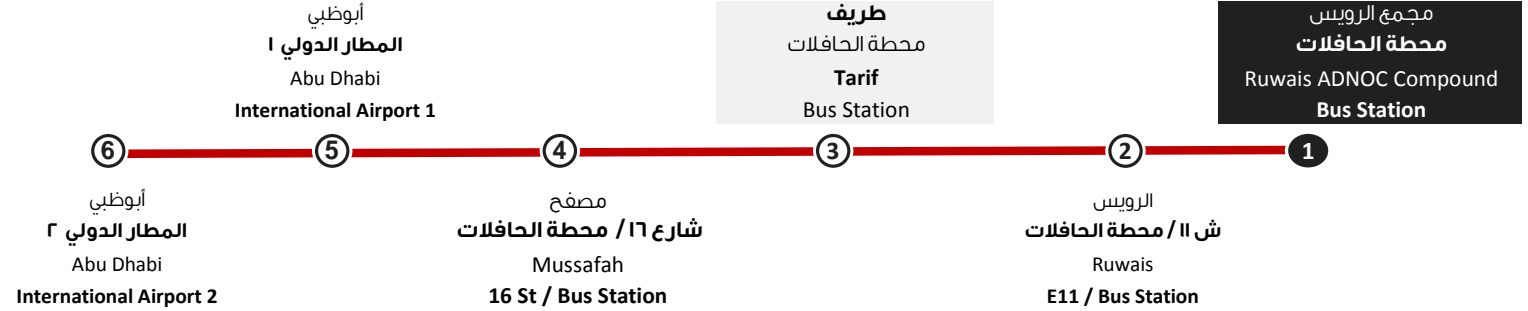 أبوظبي
المطار الدولي ١
Abu Dhabi
International Airport 1
طريف
محطة الحافلات
Tarif
Bus Station
مجمع الرويس
محطة الحافلات
Ruwais ADNOC Compound
Bus Station
6
5
4
3
2
1
أبوظبي
المطار الدولي ٢
Abu Dhabi
International Airport 2
مصفح
شارع ١٦ / محطة الحافلات
Mussafah
16 St / Bus Station
الرويس
ش ١١ / محطة الحافلات
Ruwais
E11 / Bus Station